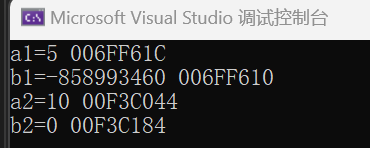 C:\ Microsoft Visual Studio 调试控制台
a1=5 006FF61C
b1=-858993460 006FF610
a2=10 00F3C044
b2=0 00F3C184